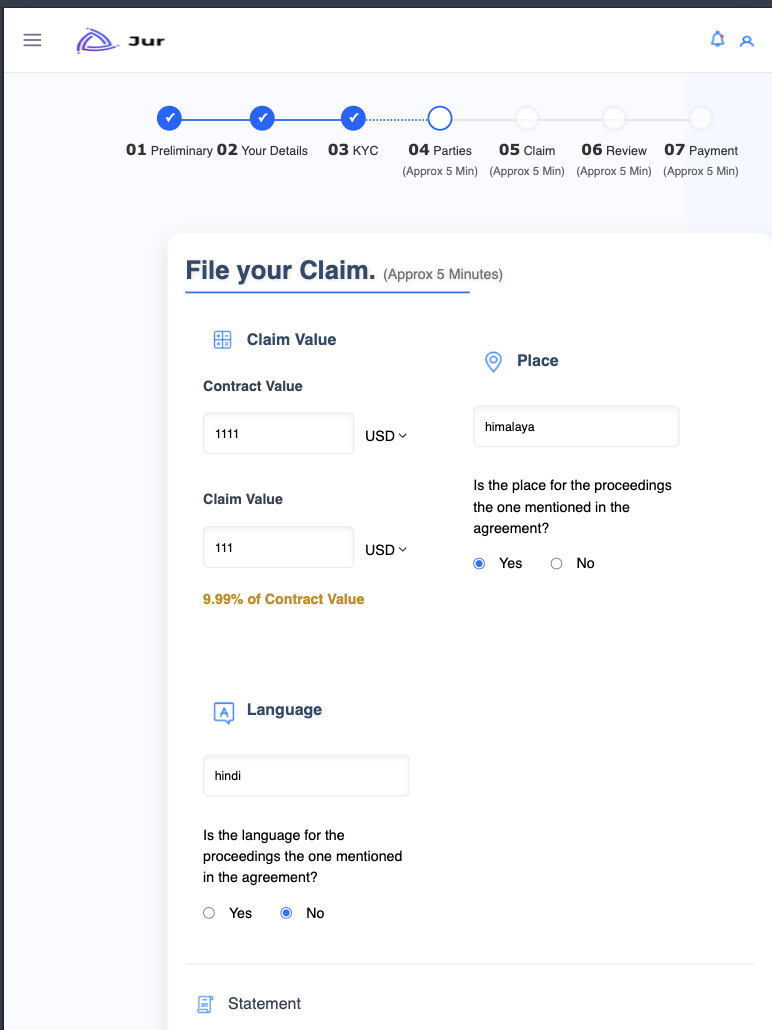 Jur
01 Preliminary 02 Your Details 03 KYC 04 Parties 05 Claim 06 Review 07 Payment
(Approx 5 Min) (Approx 5 Min) (Approx 5 Min) (Approx 5 Min)
File your Claim. (Approx 5 Minutes)
Claim Value
Contract Value
1111 USD
Claim Value
111 USD
9.99% of Contract Value
Place
himalaya
Is the place for the proceedings
the one mentioned in the
agreement?
Yes No
A Language
hindi
Is the language for the
proceedings the one mentioned
in the agreement?
Yes No
Statement